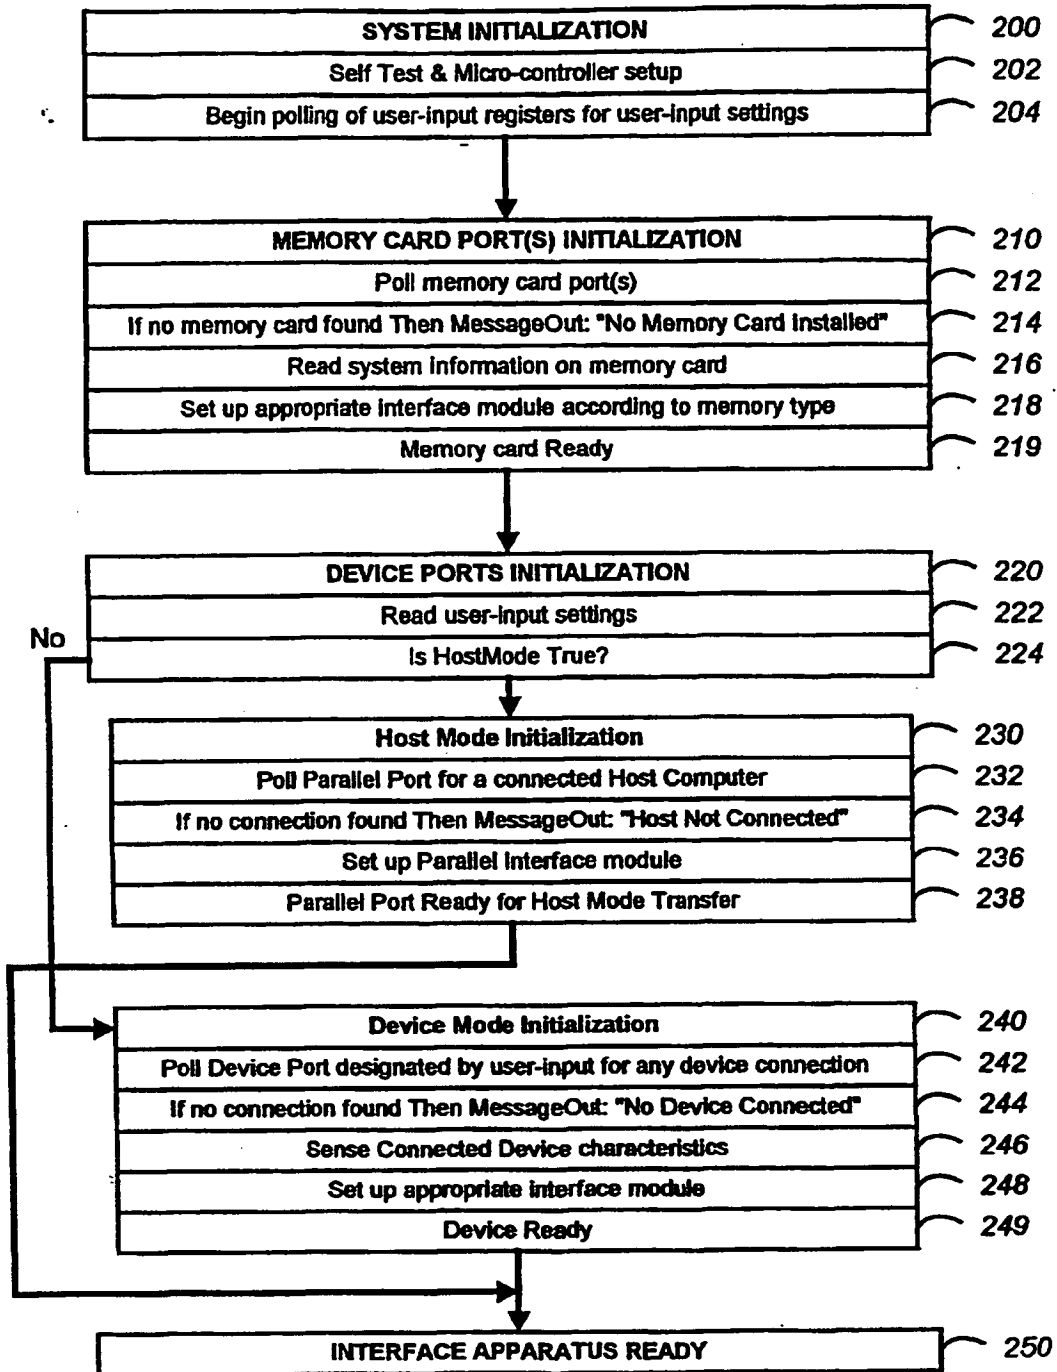 SYSTEM INITIALIZATION 200
Self Test & Micro-controller setup 202
Begin polling of user-input registers for user-input settings 204
MEMORY CARD PORT(S) INITIALIZATION 210
Poll memory card port(s) 212
If no memory card found Then MessageOut: "No Memory Card Installed" 214
Read system information on memory card 216
Set up appropriate interface module according to memory type 218
Memory card Ready 219
DEVICE PORTS INITIALIZATION 220
Read user-input settings 222
No
Is HostMode True? 224
Host Mode Initialization 230
Poll Parallel Port for a connected Host Computer 232
If no connection found Then MessageOut: "Host Not Connected" 234
Set up Parallel Interface module 236
Parallel Port Ready for Host Mode Transfer 238
Device Mode Initialization 240
Poll Device Port designated by user-input for any device connection 242
If no connection found Then MessageOut: "No Device Connected" 244
Sense Connected Device characteristics 246
Set up appropriate interface module 248
Device Ready 249
INTERFACE APPARATUS READY 250